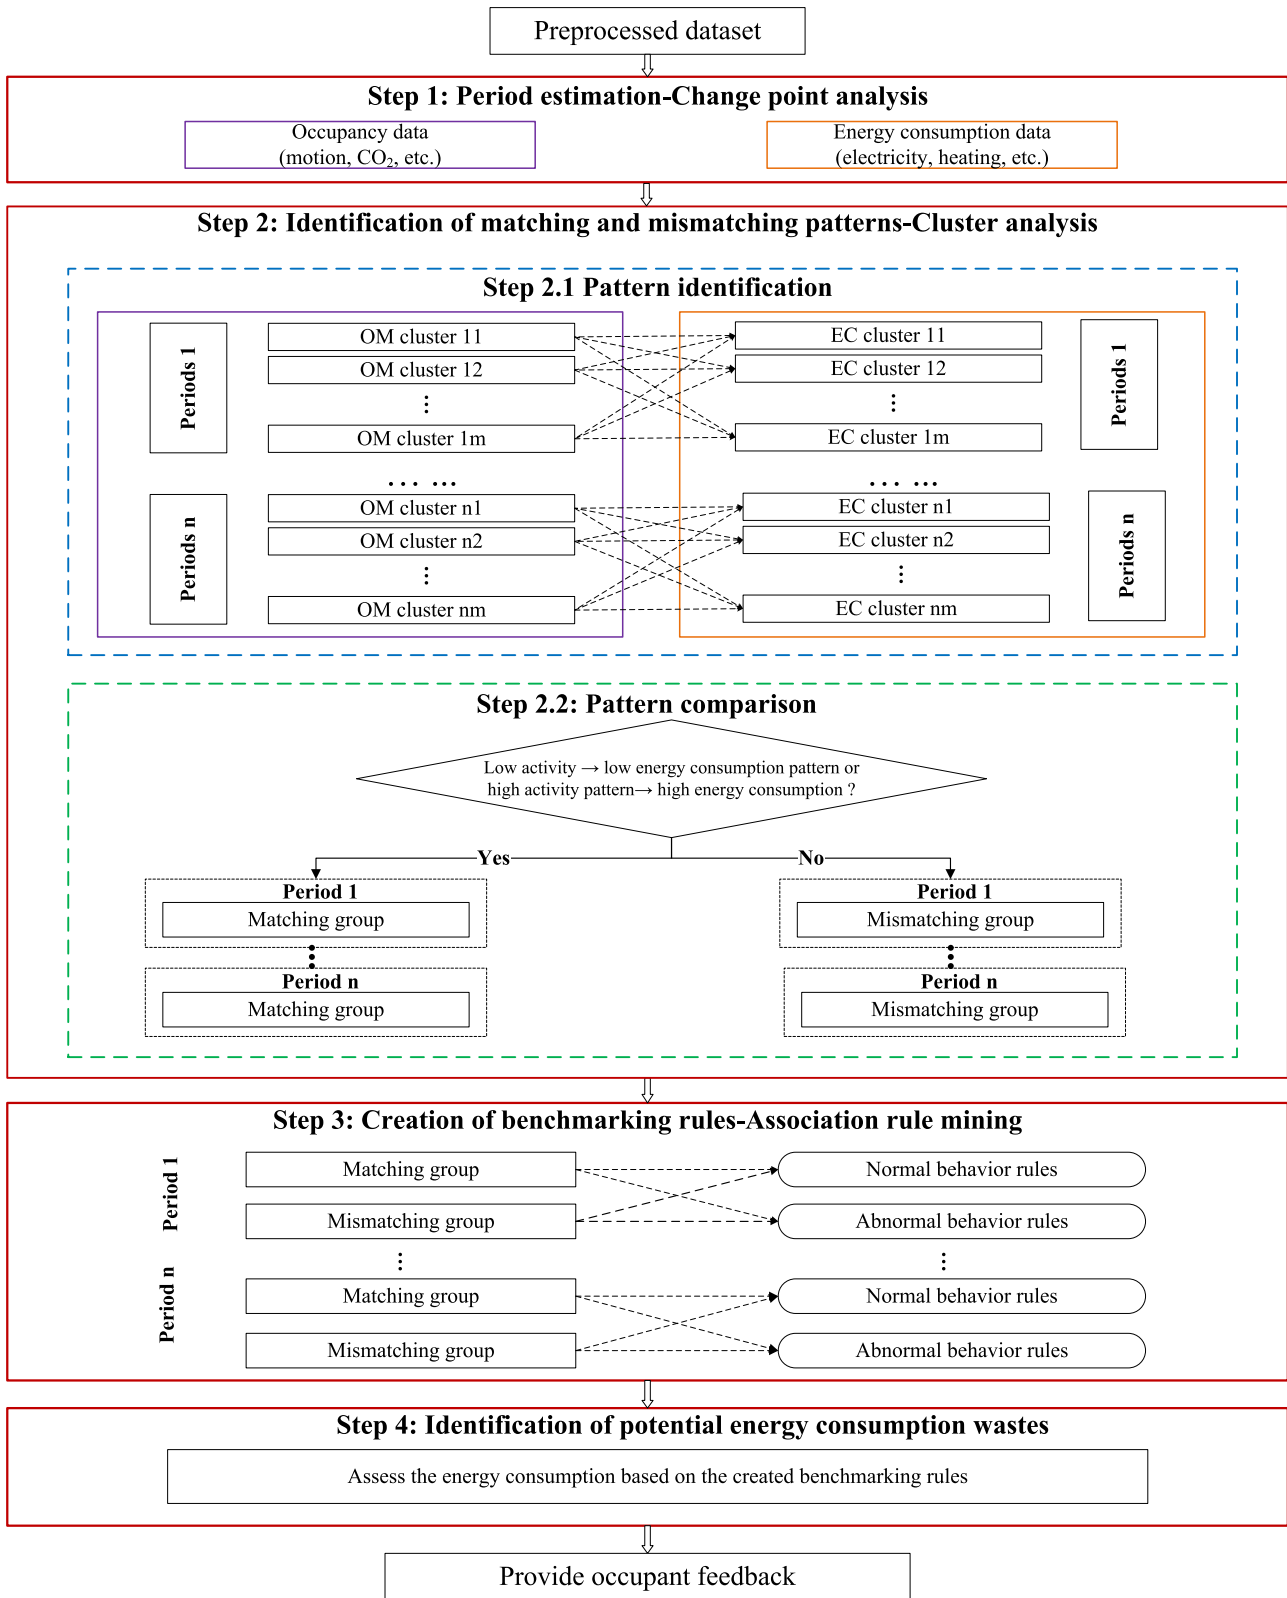 Preprocessed dataset
Step 1: Period estimation-Change point analysis
Occupancy data
(motion, CO₂, etc.)
Energy consumption data
(electricity, heating, etc.)
Step 2: Identification of matching and mismatching patterns-Cluster analysis
Step 2.1 Pattern identification
Periods 1
OM cluster 11
OM cluster 12
⋮
OM cluster 1m
... ...
Periods n
OM cluster n1
OM cluster n2
⋮
OM cluster nm
EC cluster 11
EC cluster 12
⋮
EC cluster 1m
Periods 1
... ...
EC cluster n1
EC cluster n2
⋮
EC cluster nm
Periods n
Step 2.2: Pattern comparison
Low activity → low energy consumption pattern or
high activity pattern→ high energy consumption ?
Yes
No
Period 1
Matching group
⋮
Period n
Matching group
Period 1
Mismatching group
⋮
Period n
Mismatching group
Step 3: Creation of benchmarking rules-Association rule mining
Period 1
Matching group
Normal behavior rules
Mismatching group
Abnormal behavior rules
⋮
⋮
Period n
Matching group
Normal behavior rules
Mismatching group
Abnormal behavior rules
Step 4: Identification of potential energy consumption wastes
Assess the energy consumption based on the created benchmarking rules
Provide occupant feedback